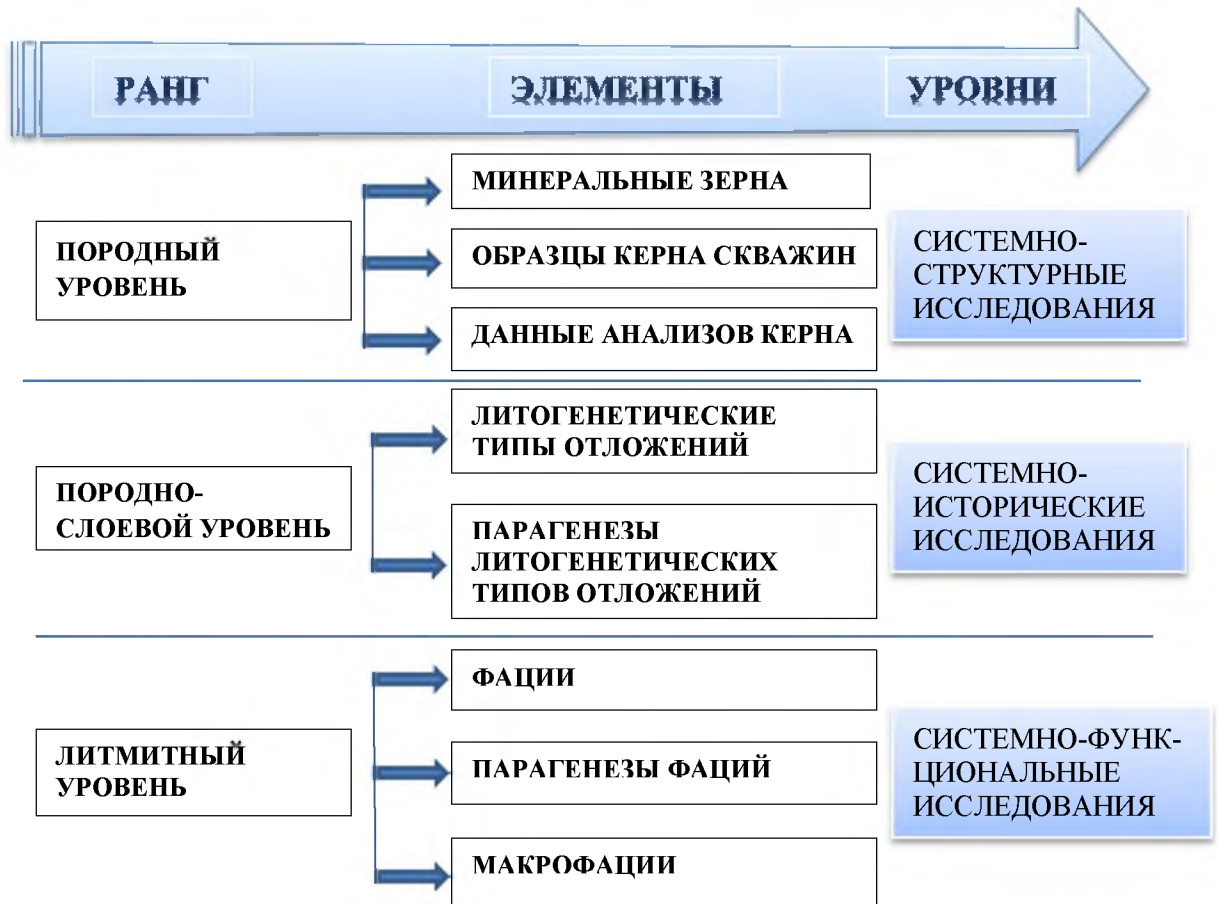 РАНГ
ЭЛЕМЕНТЫ
УРОВНИ
ПОРОДНЫЙ
УРОВЕНЬ
МИНЕРАЛЬНЫЕ ЗЕРНА
ОБРАЗЦЫ КЕРНА СКВАЖИН
ДАННЫЕ АНАЛИЗОВ КЕРНА
СИСТЕМНО-
СТРУКТУРНЫЕ
ИССЛЕДОВАНИЯ
ПОРОДНО-
СЛОЕВОЙ УРОВЕНЬ
ЛИТОГЕНЕТИЧЕСКИЕ
ТИПЫ ОТЛОЖЕНИЙ
ПАРАГЕНЕЗЫ
ЛИТОГЕНЕТИЧЕСКИХ
ТИПОВ ОТЛОЖЕНИЙ
СИСТЕМНО-
ИСТОРИЧЕСКИЕ
ИССЛЕДОВАНИЯ
ЛИТМИТНЫЙ
УРОВЕНЬ
ФАЦИИ
ПАРАГЕНЕЗЫ ФАЦИЙ
МАКРОФАЦИИ
СИСТЕМНО-ФУНК-
ЦИОНАЛЬНЫЕ
ИССЛЕДОВАНИЯ